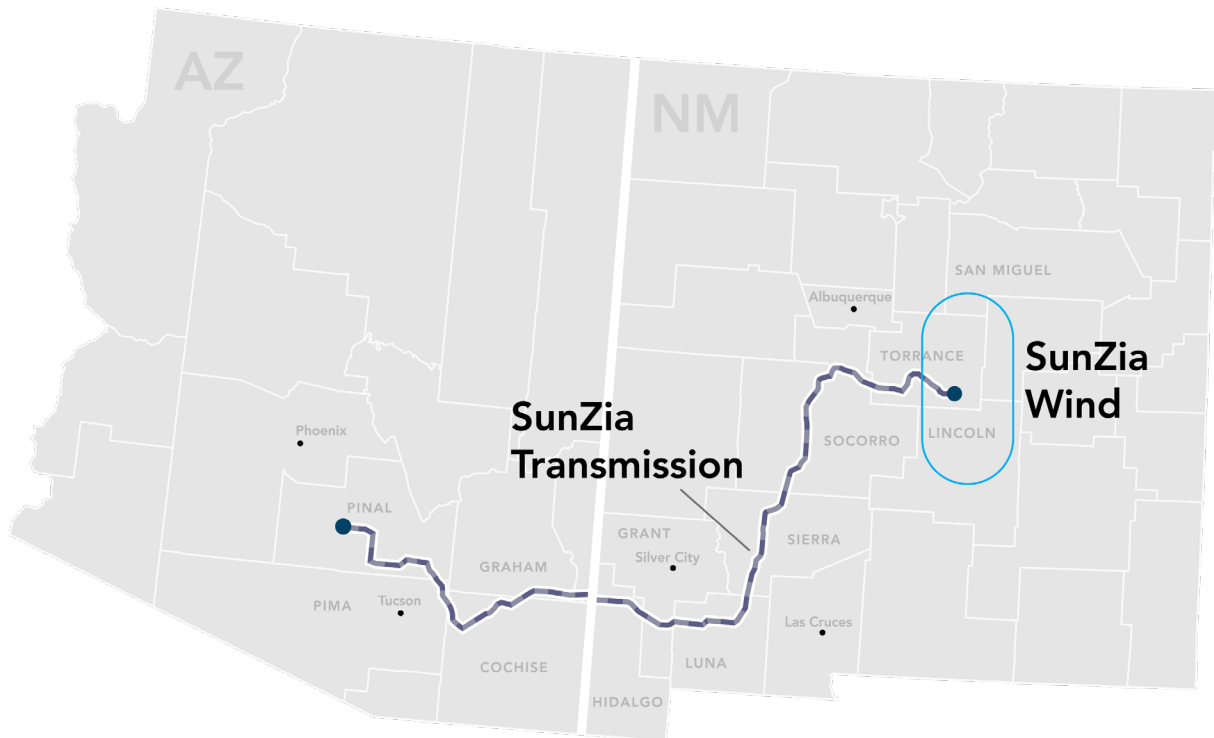 AZ
NM
SAN MIGUEL
Albuquerque
TORRANCE
SunZia
Wind
SunZia
Transmission
Phoenix
SOCORRO
LINCOLN
PINAL
GRANT
Silver City
SIERRA
GRAHAM
PIMA
Tucson
Las Cruces
COCHISE
LUNA
HIDALGO